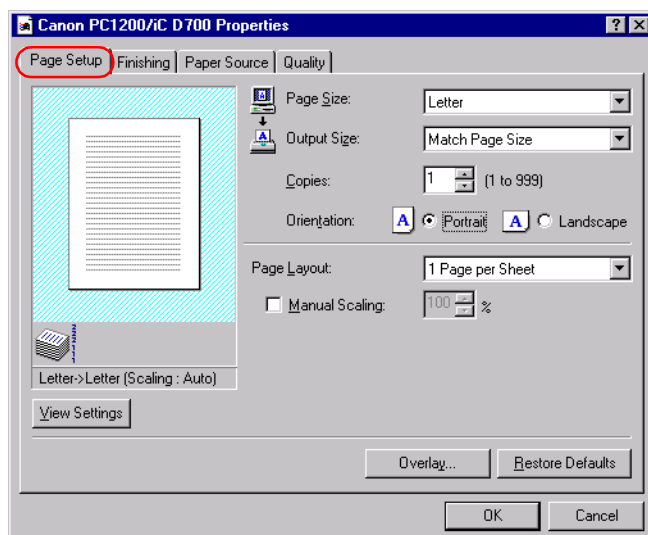 Canon PC1200/iC D700 Properties
Page Setup Finishing Paper Source Quality
Page Size: Letter
Output Size: Match Page Size
Copies: 1 (1 to 999)
Orientation: A Portrait A Landscape
Page Layout: 1 Page per Sheet
Manual Scaling: 100 %
Letter->Letter (Scaling : Auto)
View Settings
Overlay... Restore Defaults
OK Cancel